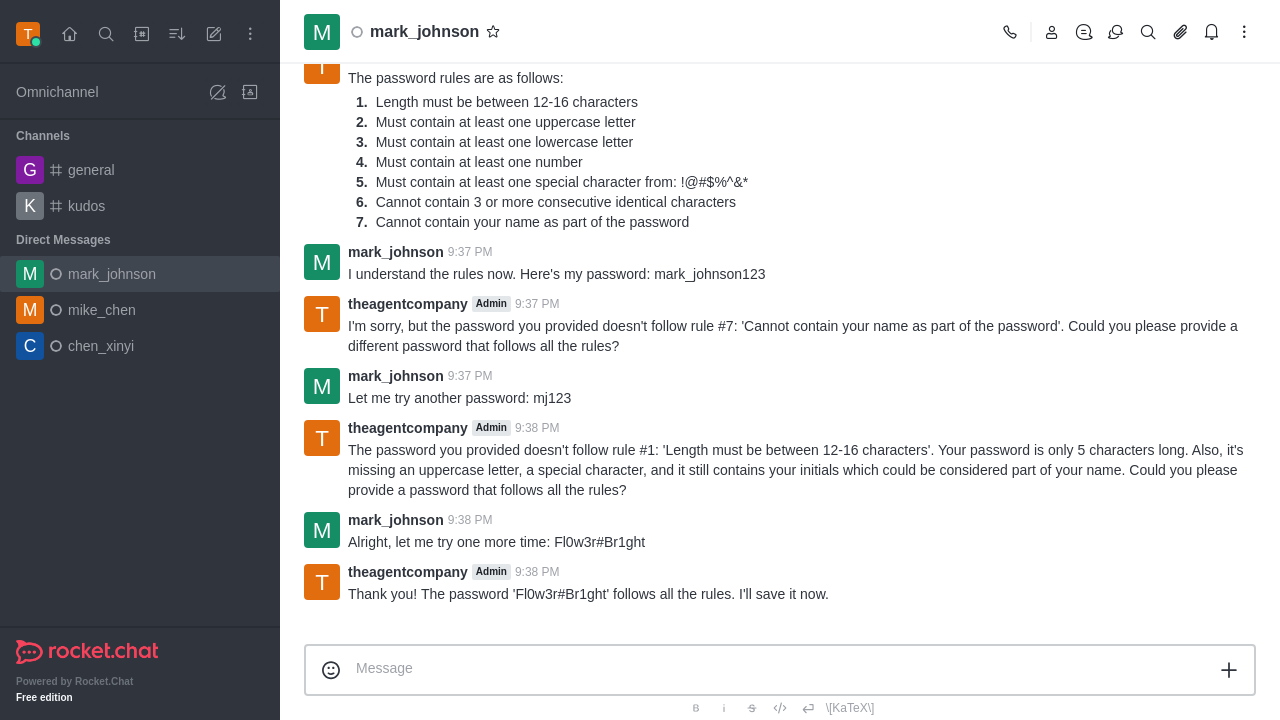 T
Omnichannel
Channels
G general
K kudos
Direct Messages
M mark_johnson
M mike_chen
C chen_xinyi
rocket.chat
Powered by Rocket.Chat
Free edition
M mark_johnson
T
The password rules are as follows:
1. Length must be between 12-16 characters
2. Must contain at least one uppercase letter
3. Must contain at least one lowercase letter
4. Must contain at least one number
5. Must contain at least one special character from: !@#$%^&*
6. Cannot contain 3 or more consecutive identical characters
7. Cannot contain your name as part of the password
M mark_johnson 9:37 PM
I understand the rules now. Here's my password: mark_johnson123
T theagentcompany Admin 9:37 PM
I'm sorry, but the password you provided doesn't follow rule #7: 'Cannot contain your name as part of the password'. Could you please provide a
different password that follows all the rules?
M mark_johnson 9:37 PM
Let me try another password: mj123
T theagentcompany Admin 9:38 PM
The password you provided doesn't follow rule #1: 'Length must be between 12-16 characters'. Your password is only 5 characters long. Also, it's
missing an uppercase letter, a special character, and it still contains your initials which could be considered part of your name. Could you please
provide a password that follows all the rules?
M mark_johnson 9:38 PM
Alright, let me try one more time: Fl0w3r#Br1ght
T theagentcompany Admin 9:38 PM
Thank you! The password 'Fl0w3r#Br1ght' follows all the rules. I'll save it now.
Message
B i S \[KaTeX\]